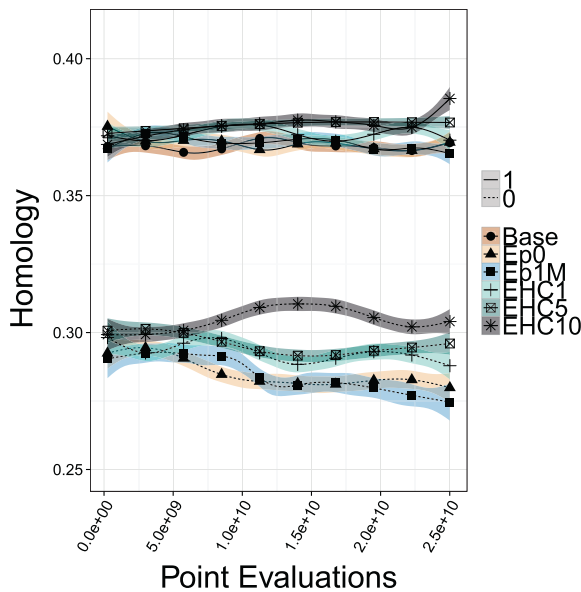 0.40
0.35
0.30
0.25
Homology
0.0e+00
5.0e+09
1.0e+10
1.5e+10
2.0e+10
2.5e+10
Point Evaluations
1
0
Base
Ep0
Ep1M
EHC1
EHC5
EHC10